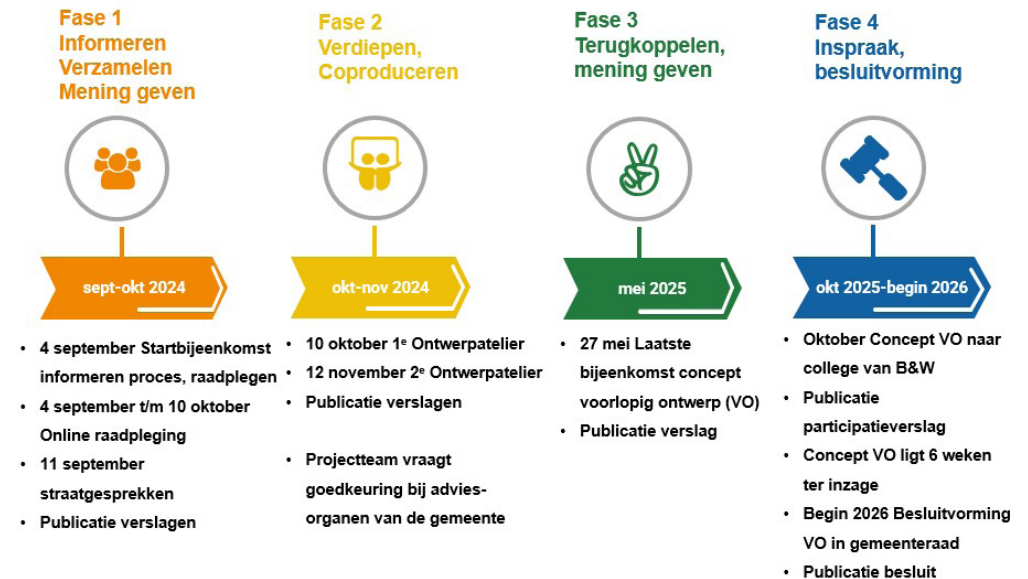 Fase 1
Informeren
Verzamelen
Mening geven
sept-okt 2024
• 4 september Startbijeenkomst
informeren proces, raadplegen
• 4 september t/m 10 oktober
Online raadpleging
• 11 september
straatgesprekken
• Publicatie verslagen
Fase 2
Verdiepen,
Coproduceren
okt-nov 2024
• 10 oktober 1e Ontwerpatelier
• 12 november 2e Ontwerpatelier
• Publicatie verslagen
• Projectteam vraagt
goedkeuring bij advies-
organen van de gemeente
Fase 3
Terugkoppelen,
mening geven
mei 2025
• 27 mei Laatste
bijeenkomst concept
voorlopig ontwerp (VO)
• Publicatie verslag
Fase 4
Inspraak,
besluitvorming
okt 2025-begin 2026
• Oktober Concept VO naar
college van B&W
• Publicatie
participatieverslag
• Concept VO ligt 6 weken
ter inzage
• Begin 2026 Besluitvorming
VO in gemeenteraad
• Publicatie besluit